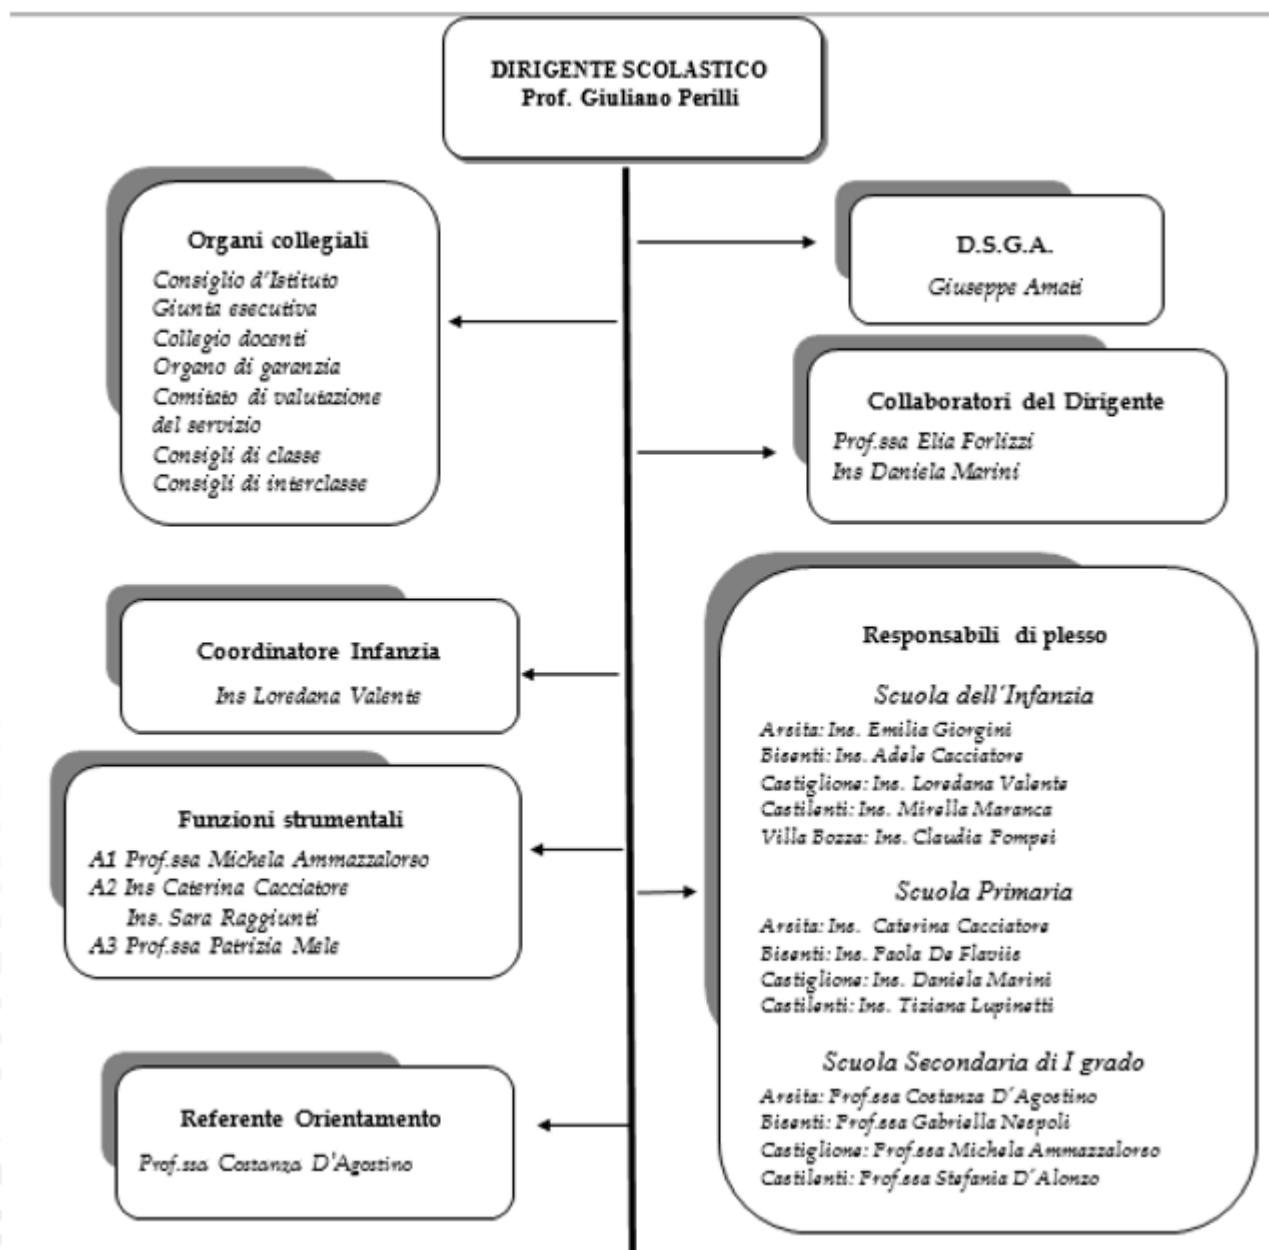 DIRIGENTE SCOLASTICO
Prof. Giuliano Perilli
Organi collegiali
Consiglio d'Istituto
Giunta esecutiva
Collegio docenti
Organo di garanzia
Comitato di valutazione
del servizio
Consigli di classe
Consigli di interclasse
D.S.G.A.
Giuseppe Amati
Collaboratori del Dirigente
Prof.ssa Elia Forlizzi
Ins Daniela Marini
Coordinatore Infanzia
Ins Loredana Valente
Funzioni strumentali
A1 Prof.ssa Michela Ammazzalorso
A2 Ins Caterina Cacciatore
Ins. Sara Raggiunti
A3 Prof.ssa Patrizia Mele
Referente Orientamento
Prof.ssa Costanza D'Agostino
Responsabili di plesso
Scuola dell'Infanzia
Arsita: Ins. Emilia Giorgini
Bisenti: Ins. Adele Cacciatore
Castiglione: Ins. Loredana Valente
Castilenti: Ins. Mirella Maranca
Villa Bozza: Ins. Claudia Pompei
Scuola Primaria
Arsita: Ins. Caterina Cacciatore
Bisenti: Ins. Paola De Flaviis
Castiglione: Ins. Daniela Marini
Castilenti: Ins. Tiziana Lupinetti
Scuola Secondaria di I grado
Arsita: Prof.ssa Costanza D'Agostino
Bisenti: Prof.ssa Gabriella Nespoli
Castiglione: Prof.ssa Michela Ammazzalorso
Castilenti: Prof.ssa Stefania D'Alonzo